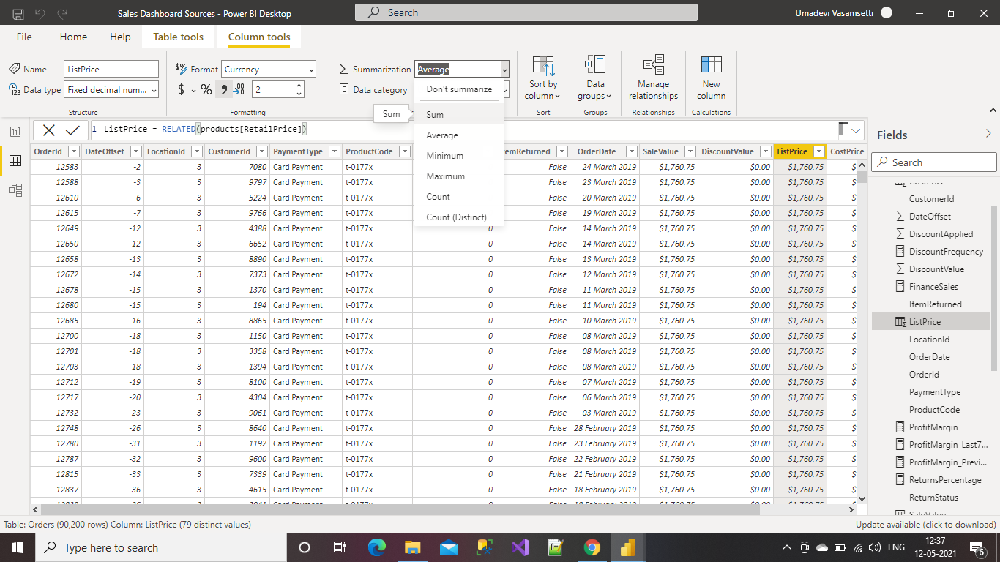 Sales Dashboard Sources - Power BI Desktop
Search
Umadevi Vasamsetti
File Home Help Table tools Column tools
Name ListPrice
Data type Fixed decimal num...
Structure
Format Currency
$ % 9 .00 2
Formatting
Summarization Average
Data category
Don't summarize
Sum
Average
Minimum
Maximum
Count
Count (Distinct)
Sum
Sort by column
Sort
Data groups
Groups
Manage relationships
Relationships
New column
Calculations
1 ListPrice = RELATED(products[RetailPrice])
OrderId DateOffset LocationId CustomerId PaymentType ProductCode temReturned OrderDate SaleValue DiscountValue ListPrice CostPrice
12583 -2 3 7080 Card Payment t-0177x False 24 March 2019 $1,760.75 $0.00 $1,760.75 $
12588 -3 3 9797 Card Payment t-0177x False 23 March 2019 $1,760.75 $0.00 $1,760.75 $
12610 -6 3 5224 Card Payment t-0177x False 20 March 2019 $1,760.75 $0.00 $1,760.75 $
12615 -7 3 9766 Card Payment t-0177x False 19 March 2019 $1,760.75 $0.00 $1,760.75 $
12649 -12 3 4388 Card Payment t-0177x 0 False 14 March 2019 $1,760.75 $0.00 $1,760.75 $
12650 -12 3 6652 Card Payment t-0177x 0 False 14 March 2019 $1,760.75 $0.00 $1,760.75 $
12658 -13 3 8890 Card Payment t-0177x 0 False 13 March 2019 $1,760.75 $0.00 $1,760.75 $
12672 -14 3 7373 Card Payment t-0177x 0 False 12 March 2019 $1,760.75 $0.00 $1,760.75 $
12678 -15 3 1370 Card Payment t-0177x 0 False 11 March 2019 $1,760.75 $0.00 $1,760.75 $
12680 -15 3 194 Card Payment t-0177x 0 False 11 March 2019 $1,760.75 $0.00 $1,760.75 $
12685 -16 3 8865 Card Payment t-0177x 0 False 10 March 2019 $1,760.75 $0.00 $1,760.75 $
12700 -18 3 1150 Card Payment t-0177x 0 False 08 March 2019 $1,760.75 $0.00 $1,760.75 $
12701 -18 3 3358 Card Payment t-0177x 0 False 08 March 2019 $1,760.75 $0.00 $1,760.75 $
12703 -18 3 1394 Card Payment t-0177x 0 False 08 March 2019 $1,760.75 $0.00 $1,760.75 $
12712 -19 3 8100 Card Payment t-0177x 0 False 07 March 2019 $1,760.75 $0.00 $1,760.75 $
12717 -20 3 4304 Card Payment t-0177x 0 False 06 March 2019 $1,760.75 $0.00 $1,760.75 $
12732 -23 3 9061 Card Payment t-0177x 0 False 03 March 2019 $1,760.75 $0.00 $1,760.75 $
12748 -26 3 8640 Card Payment t-0177x 0 False 28 February 2019 $1,760.75 $0.00 $1,760.75 $
12780 -31 3 1192 Card Payment t-0177x 0 False 23 February 2019 $1,760.75 $0.00 $1,760.75 $
12787 -32 3 9600 Card Payment t-0177x 0 False 22 February 2019 $1,760.75 $0.00 $1,760.75 $
12815 -33 3 7339 Card Payment t-0177x 0 False 21 February 2019 $1,760.75 $0.00 $1,760.75 $
12837 -36 3 4615 Card Payment t-0177x 0 False 18 February 2019 $1,760.75 $0.00 $1,760.75 $
Fields
Search
CostPrice
CustomerId
DateOffset
DiscountApplied
DiscountFrequency
DiscountValue
FinanceSales
ItemReturned
ListPrice
LocationId
OrderDate
OrderId
PaymentType
ProductCode
ProfitMargin
ProfitMargin_Last7...
ProfitMargin_Previ...
ReturnsPercentage
ReturnStatus
SaleValue
Table: Orders (90,200 rows) Column: ListPrice (79 distinct values)
Update available (click to download)
Type here to search
ENG
12:37
12-05-2021
6